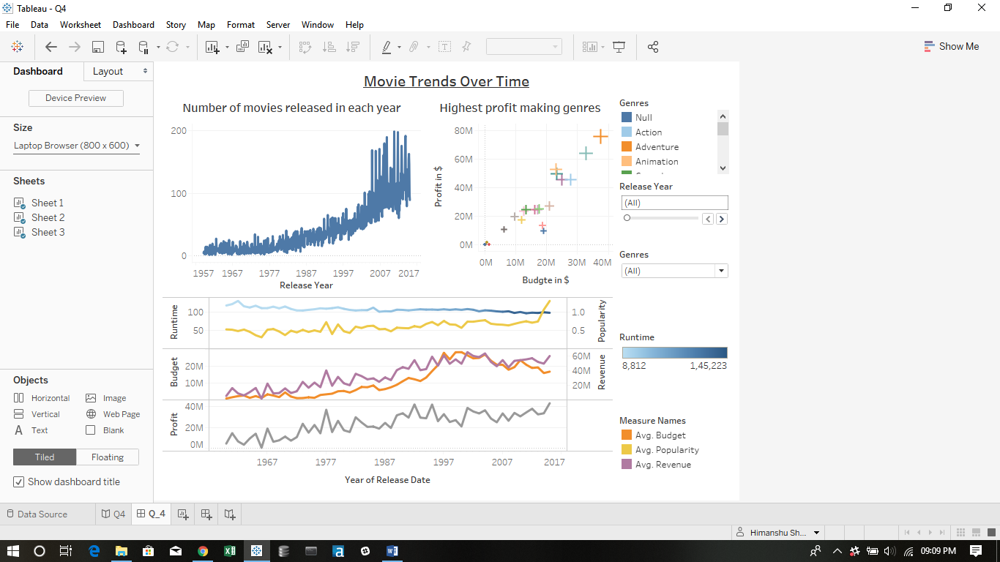 Tableau - Q4
File Data Worksheet Dashboard Story Map Format Server Window Help
Show Me
Dashboard Layout
Device Preview
Size
Laptop Browser (800 x 600)
Sheets
Sheet 1
Sheet 2
Sheet 3
Objects
Horizontal Image
Vertical Web Page
A Text Blank
Tiled Floating
Show dashboard title
Movie Trends Over Time
Number of movies released in each year
200
100
0
1957 1967 1977 1987 1997 2007 2017
Release Year
Highest profit making genres
Profit in $
80M
60M
40M
20M
0M
0M 10M 20M 30M 40M
Budgte in $
Genres
Null
Action
Adventure
Animation
Release Year
(All)
Genres
(All)
Runtime
100
50
1.0
0.5
Popularity
Budget
20M
10M
60M
40M
20M
Revenue
Profit
40M
20M
0M
1967 1977 1987 1997 2007 2017
Year of Release Date
Runtime
8,812 1,45,223
Measure Names
Avg. Budget
Avg. Popularity
Avg. Revenue
Data Source Q4 Q_4
Himanshu Sh...
09:09 PM